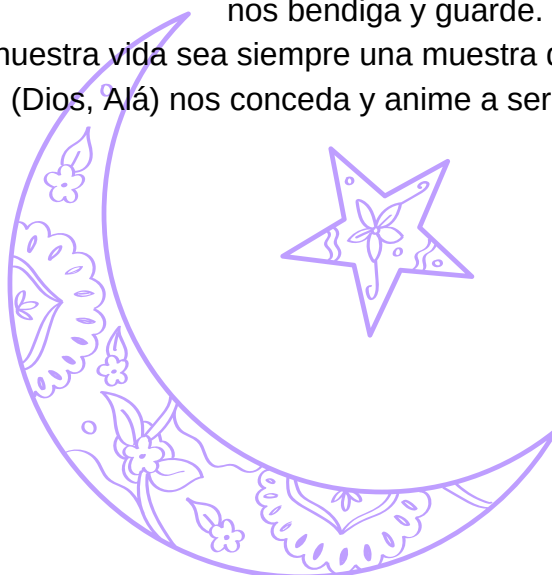 nos bendiga y guarde.
nuestra vida sea siempre una muestra
(Dios, Alá) nos conceda y anime a ser